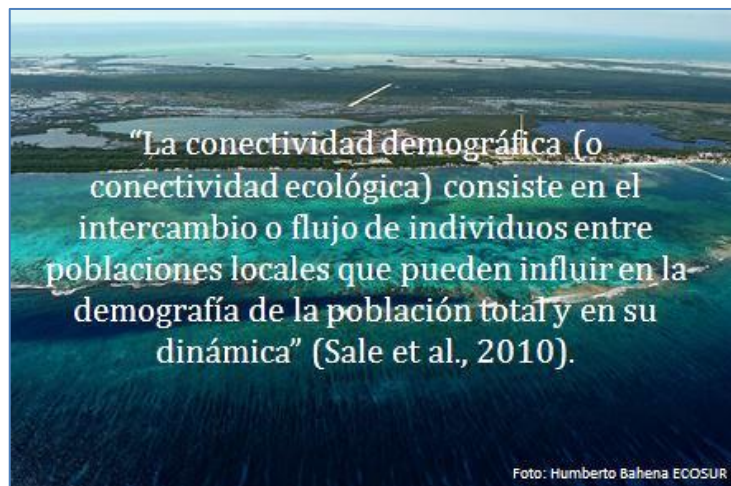 “La conectividad demográfica (o
conectividad ecológica) consiste en el
intercambio o flujo de individuos entre
poblaciones locales que pueden influir en la
demografía de la población total y en su
dinámica” (Sale et al., 2010).
Foto: Humberto Bahena ECOSUR